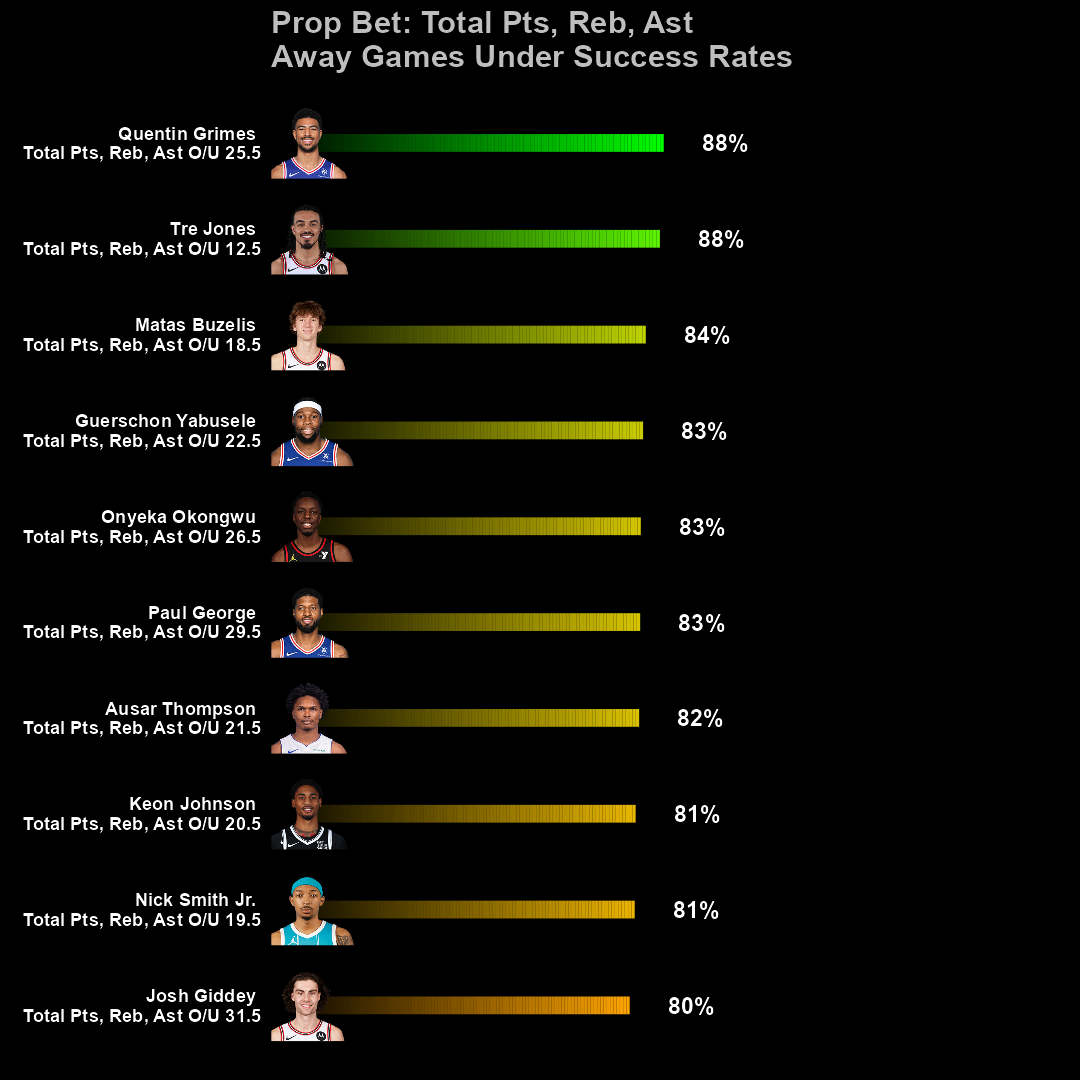 Prop Bet: Total Pts, Reb, Ast
Away Games Under Success Rates
Quentin Grimes
Total Pts, Reb, Ast O/U 25.5
88%
Tre Jones
Total Pts, Reb, Ast O/U 12.5
88%
Matas Buzelis
Total Pts, Reb, Ast O/U 18.5
84%
Guerschon Yabusele
Total Pts, Reb, Ast O/U 22.5
83%
Onyeka Okongwu
Total Pts, Reb, Ast O/U 26.5
83%
Paul George
Total Pts, Reb, Ast O/U 29.5
83%
Ausar Thompson
Total Pts, Reb, Ast O/U 21.5
82%
Keon Johnson
Total Pts, Reb, Ast O/U 20.5
81%
Nick Smith Jr.
Total Pts, Reb, Ast O/U 19.5
81%
Josh Giddey
Total Pts, Reb, Ast O/U 31.5
80%